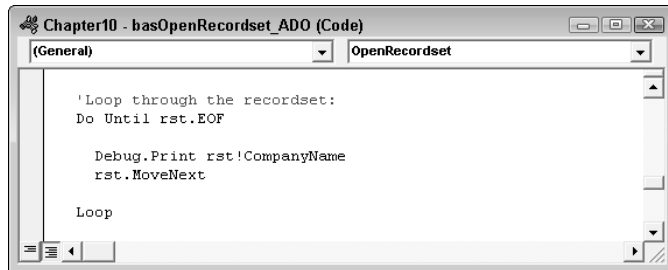 Chapter10 - basOpenRecordset_ADO (Code)
(General) OpenRecordset
'Loop through the recordset:
Do Until rst.EOF
Debug.Print rst!CompanyName
rst.MoveNext
Loop